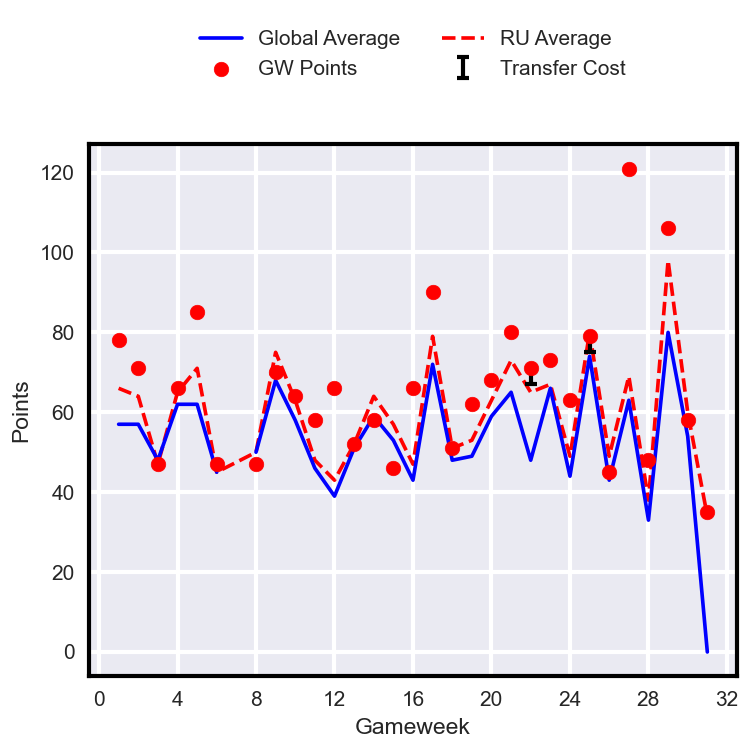 Global Average
RU Average
GW Points
Transfer Cost
120
100
80
60
40
20
0
Points
0 4 8 12 16 20 24 28 32
Gameweek